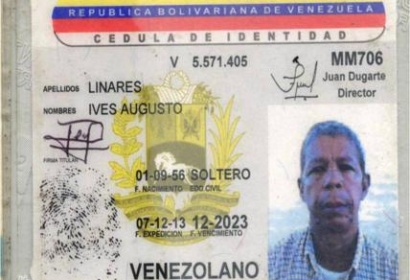 REPUBLICA BOLIVARIANA DE VENEZUELA
CEDULA DE IDENTIDAD
V 5.571.405 MM706
Juan Dugarte
Director
APELLIDOS LINARES
NOMBRES IVES AUGUSTO
FIRMA TITULAR
01-09-56 SOLTERO
F. NACIMIENTO EDO CIVIL
07-12-13 12-2023
F. EXPEDICION F. VENCIMIENTO
VENEZOLANO